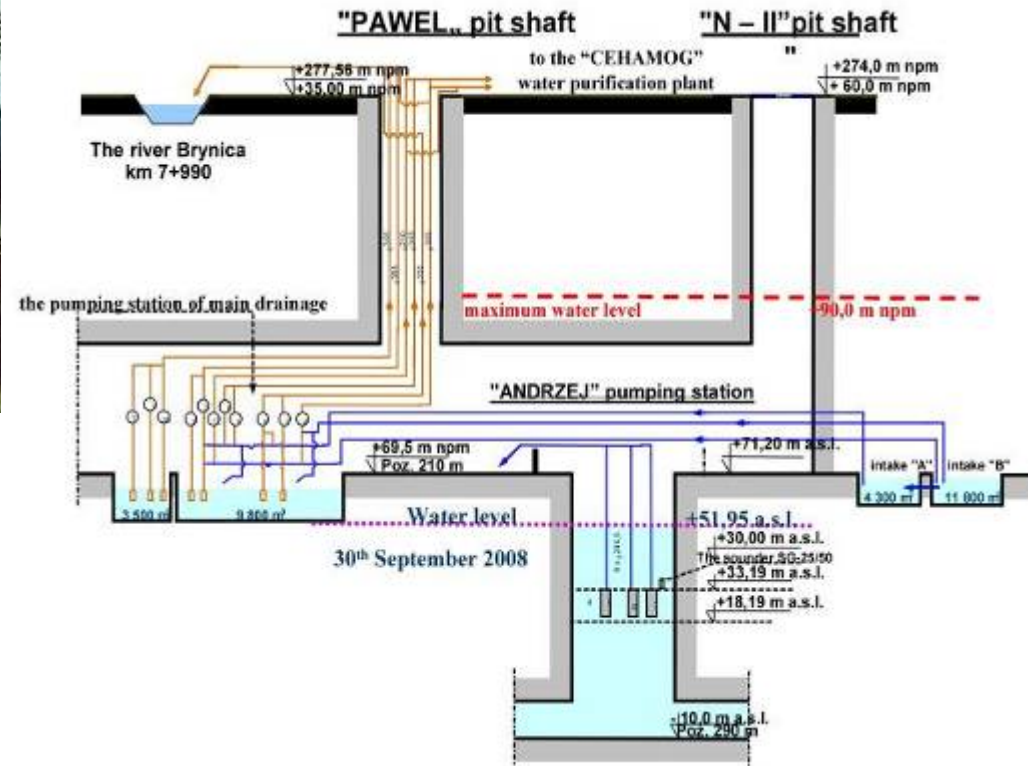 "PAWEL„ pit shaft
"N – II" pit shaft
"
to the “CEHAMOG”
water purification plant
+277,56 m npm
+35,00 m npm
+274,0 m npm
+ 60,0 m npm
The river Brynica
km 7+990
the pumping station of main drainage
maximum water level
+90,0 m npm
"ANDRZEJ" pumping station
+69,5 m npm
Poz. 210 m
+71,20 m a.s.l.
intake "A"
intake "B"
4 300 m³
11 800 m³
3 500 m³
9 800 m³
Water level
+51,95 a.s.l.
30th September 2008
+30,00 m a.s.l.
The sounder SG-25/50
+33,19 m a.s.l.
+18,19 m a.s.l.
- 10,0 m a.s.l.
Poz. 290 m